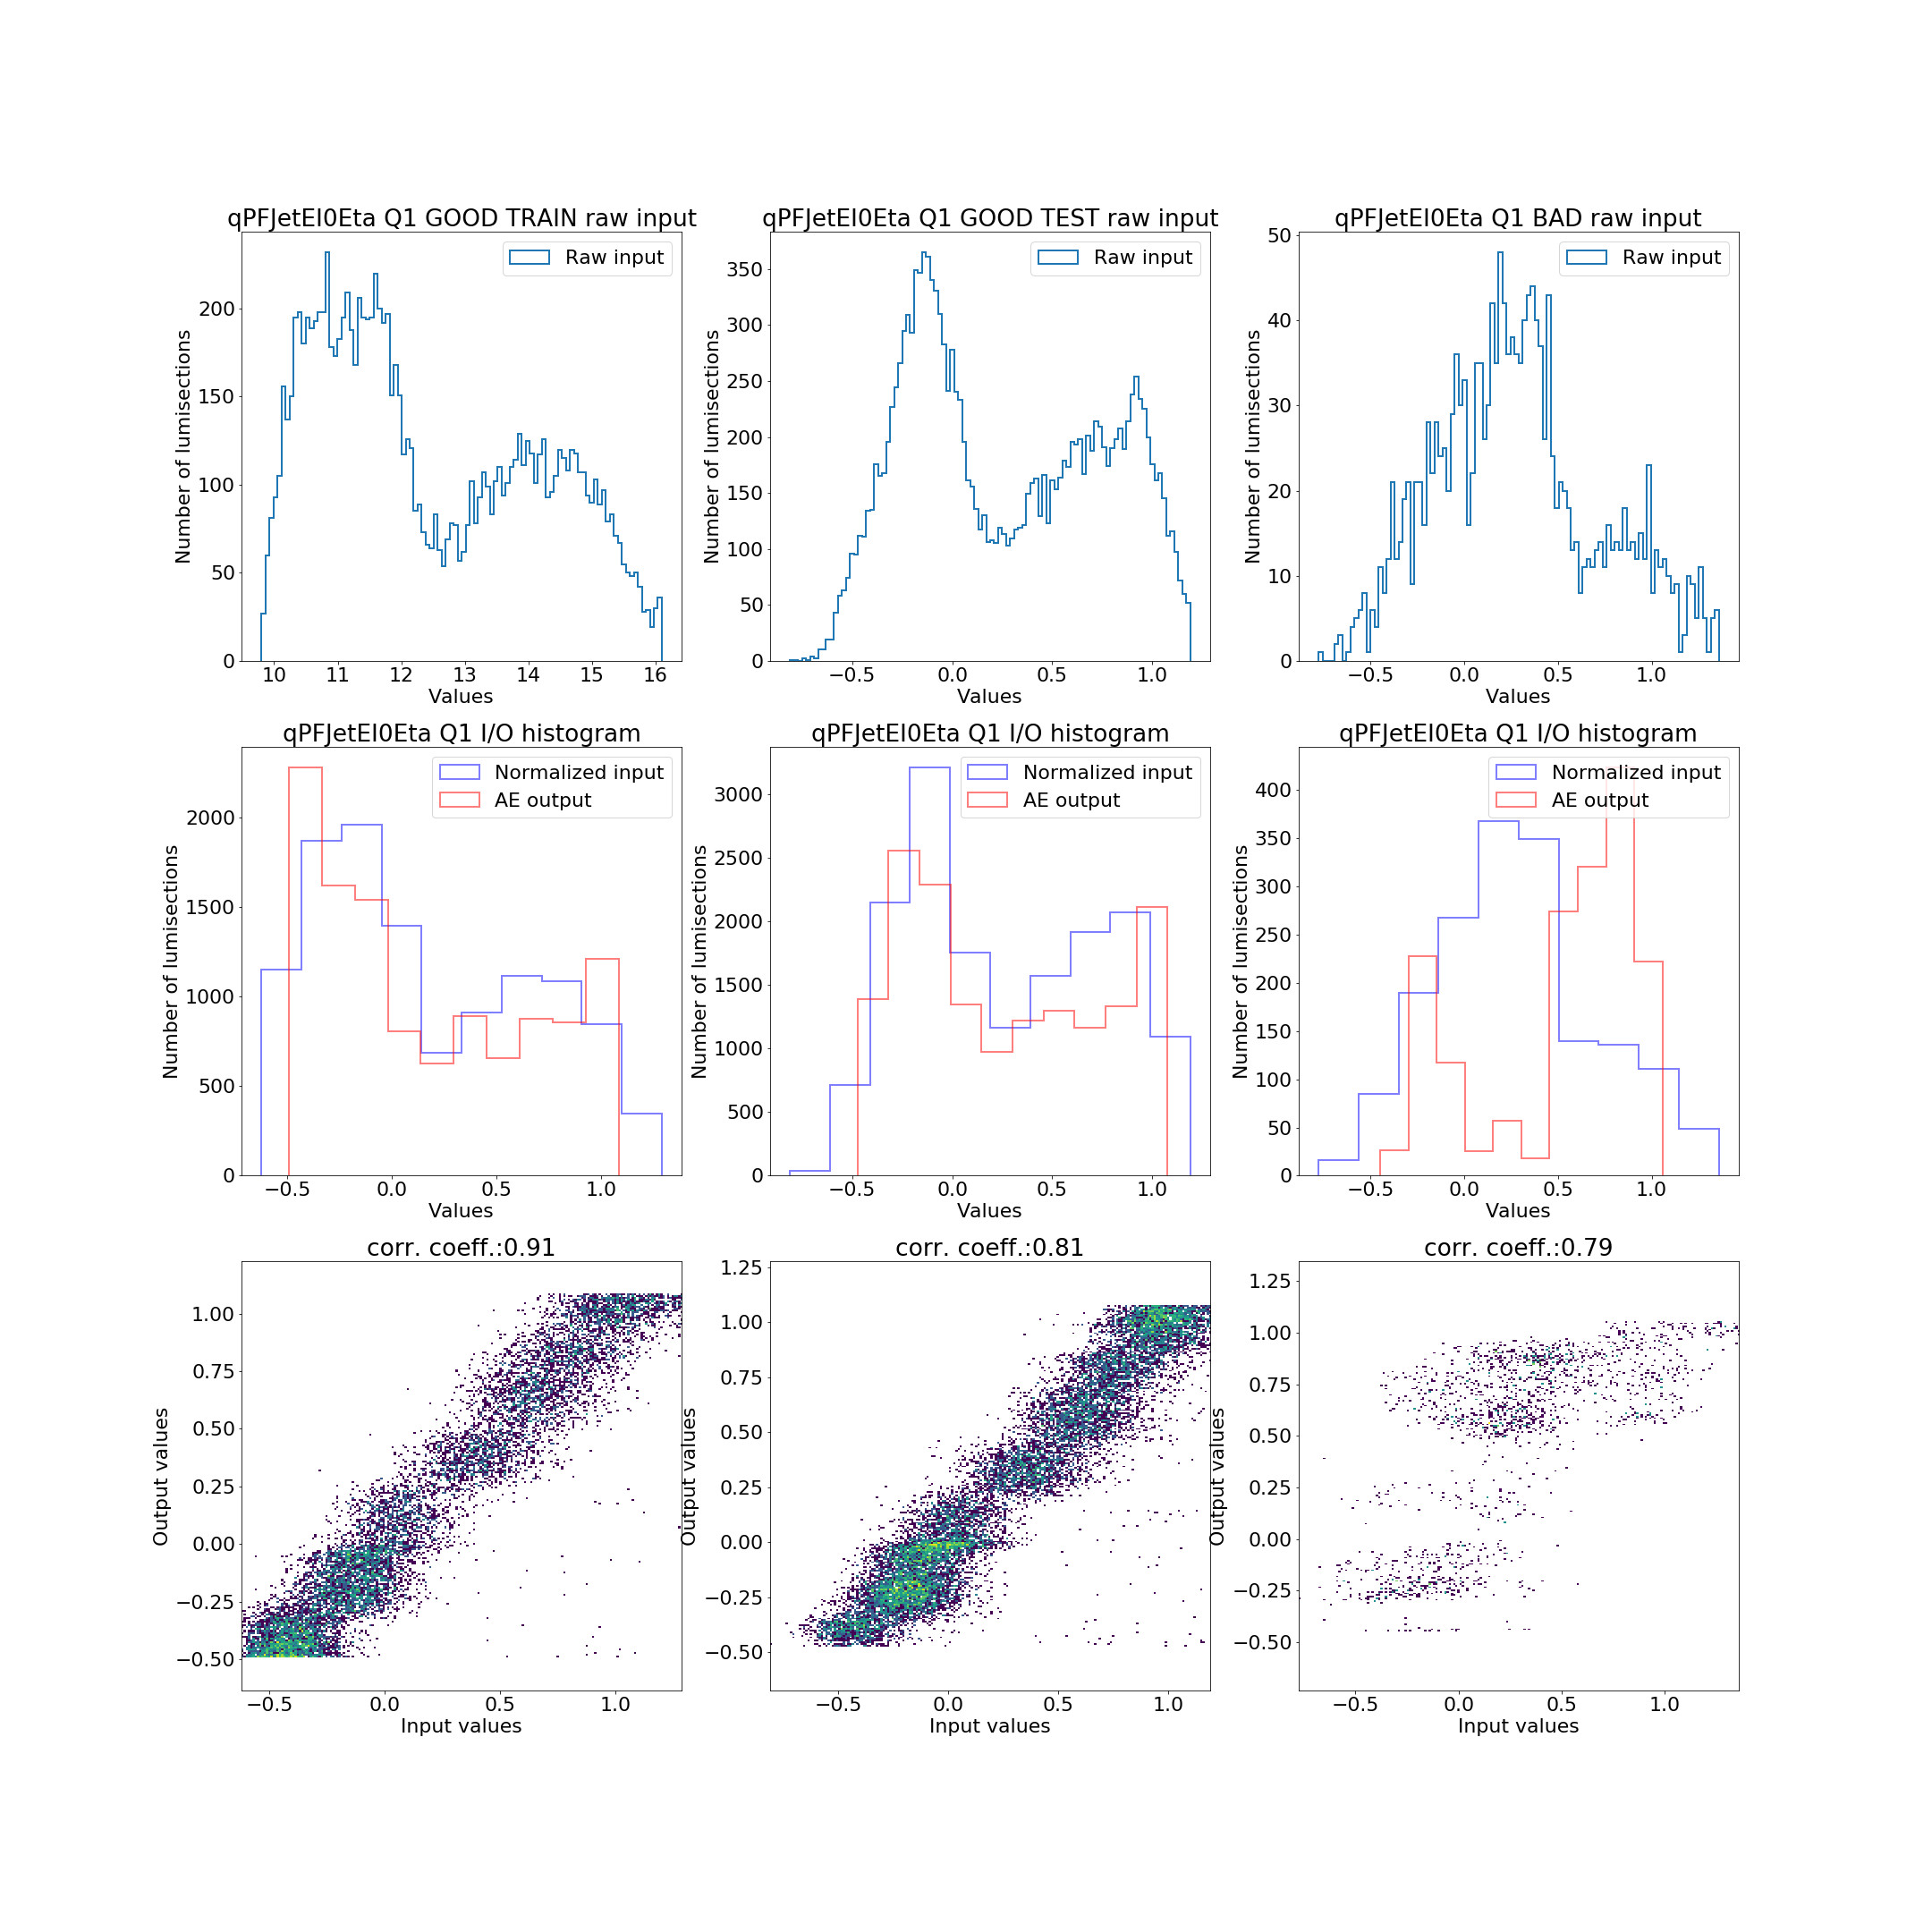 qPFJetEI0Eta Q1 GOOD TRAIN raw input
Raw input
Number of lumisections
0
50
100
150
200
10 11 12 13 14 15 16
Values
qPFJetEI0Eta Q1 GOOD TEST raw input
Raw input
Number of lumisections
0
50
100
150
200
250
300
350
−0.5 0.0 0.5 1.0
Values
qPFJetEI0Eta Q1 BAD raw input
Raw input
Number of lumisections
0
10
20
30
40
50
−0.5 0.0 0.5 1.0
Values
qPFJetEI0Eta Q1 I/O histogram
Normalized input
AE output
Number of lumisections
0
500
1000
1500
2000
−0.5 0.0 0.5 1.0
Values
qPFJetEI0Eta Q1 I/O histogram
Normalized input
AE output
Number of lumisections
0
500
1000
1500
2000
2500
3000
−0.5 0.0 0.5 1.0
Values
qPFJetEI0Eta Q1 I/O histogram
Normalized input
AE output
Number of lumisections
0
50
100
150
200
250
300
350
400
−0.5 0.0 0.5 1.0
Values
corr. coeff.:0.91
Output values
−0.50
−0.25
0.00
0.25
0.50
0.75
1.00
−0.5 0.0 0.5 1.0
Input values
corr. coeff.:0.81
Output values
−0.50
−0.25
0.00
0.25
0.50
0.75
1.00
1.25
−0.5 0.0 0.5 1.0
Input values
corr. coeff.:0.79
Output values
−0.50
−0.25
0.00
0.25
0.50
0.75
1.00
1.25
−0.5 0.0 0.5 1.0
Input values